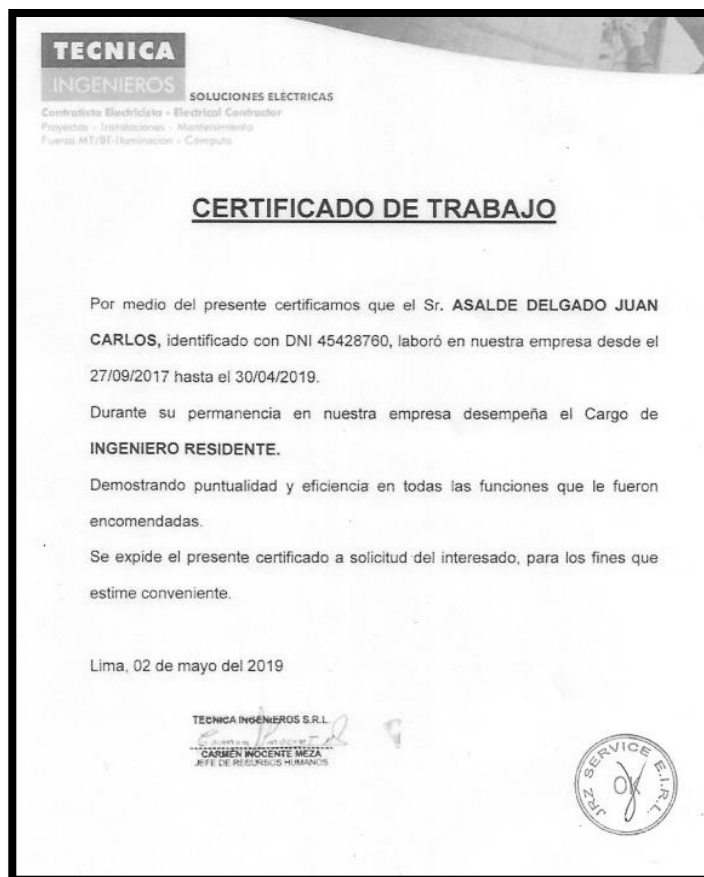 TECNICA
INGENIEROS
SOLUCIONES ELÉCTRICAS
Contratista Electricista - Electrical Contractor
Proyectos - Instalaciones - Mantenimiento
Fuerza MT/BT-Iluminacion - Computo
CERTIFICADO DE TRABAJO
Por medio del presente certificamos que el Sr. ASALDE DELGADO JUAN
CARLOS, identificado con DNI 45428760, laboró en nuestra empresa desde el
27/09/2017 hasta el 30/04/2019.
Durante su permanencia en nuestra empresa desempeña el Cargo de
INGENIERO RESIDENTE.
Demostrando puntualidad y eficiencia en todas las funciones que le fueron
encomendadas.
Se expide el presente certificado a solicitud del interesado, para los fines que
estime conveniente.
Lima, 02 de mayo del 2019
TECNICA INGENIEROS S.R.L
CARMEN INOCENTE MEZA
JEFE DE RECURSOS HUMANOS
JRZ SERVICE E.I.R.L.
OK